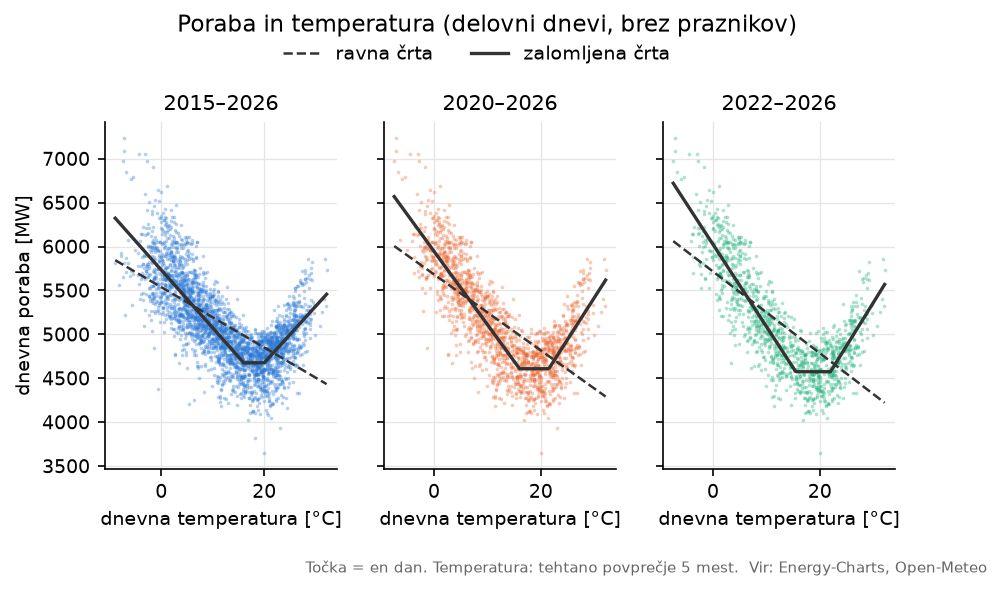 Poraba in temperatura (delovni dnevi, brez praznikov)
ravna črta
zalomljena črta
2015–2026
2020–2026
2022–2026
dnevna poraba [MW]
7000
6500
6000
5500
5000
4500
4000
3500
0
20
0
20
0
20
dnevna temperatura [°C]
dnevna temperatura [°C]
dnevna temperatura [°C]
Točka = en dan. Temperatura: tehtano povprečje 5 mest.  Vir: Energy-Charts, Open-Meteo